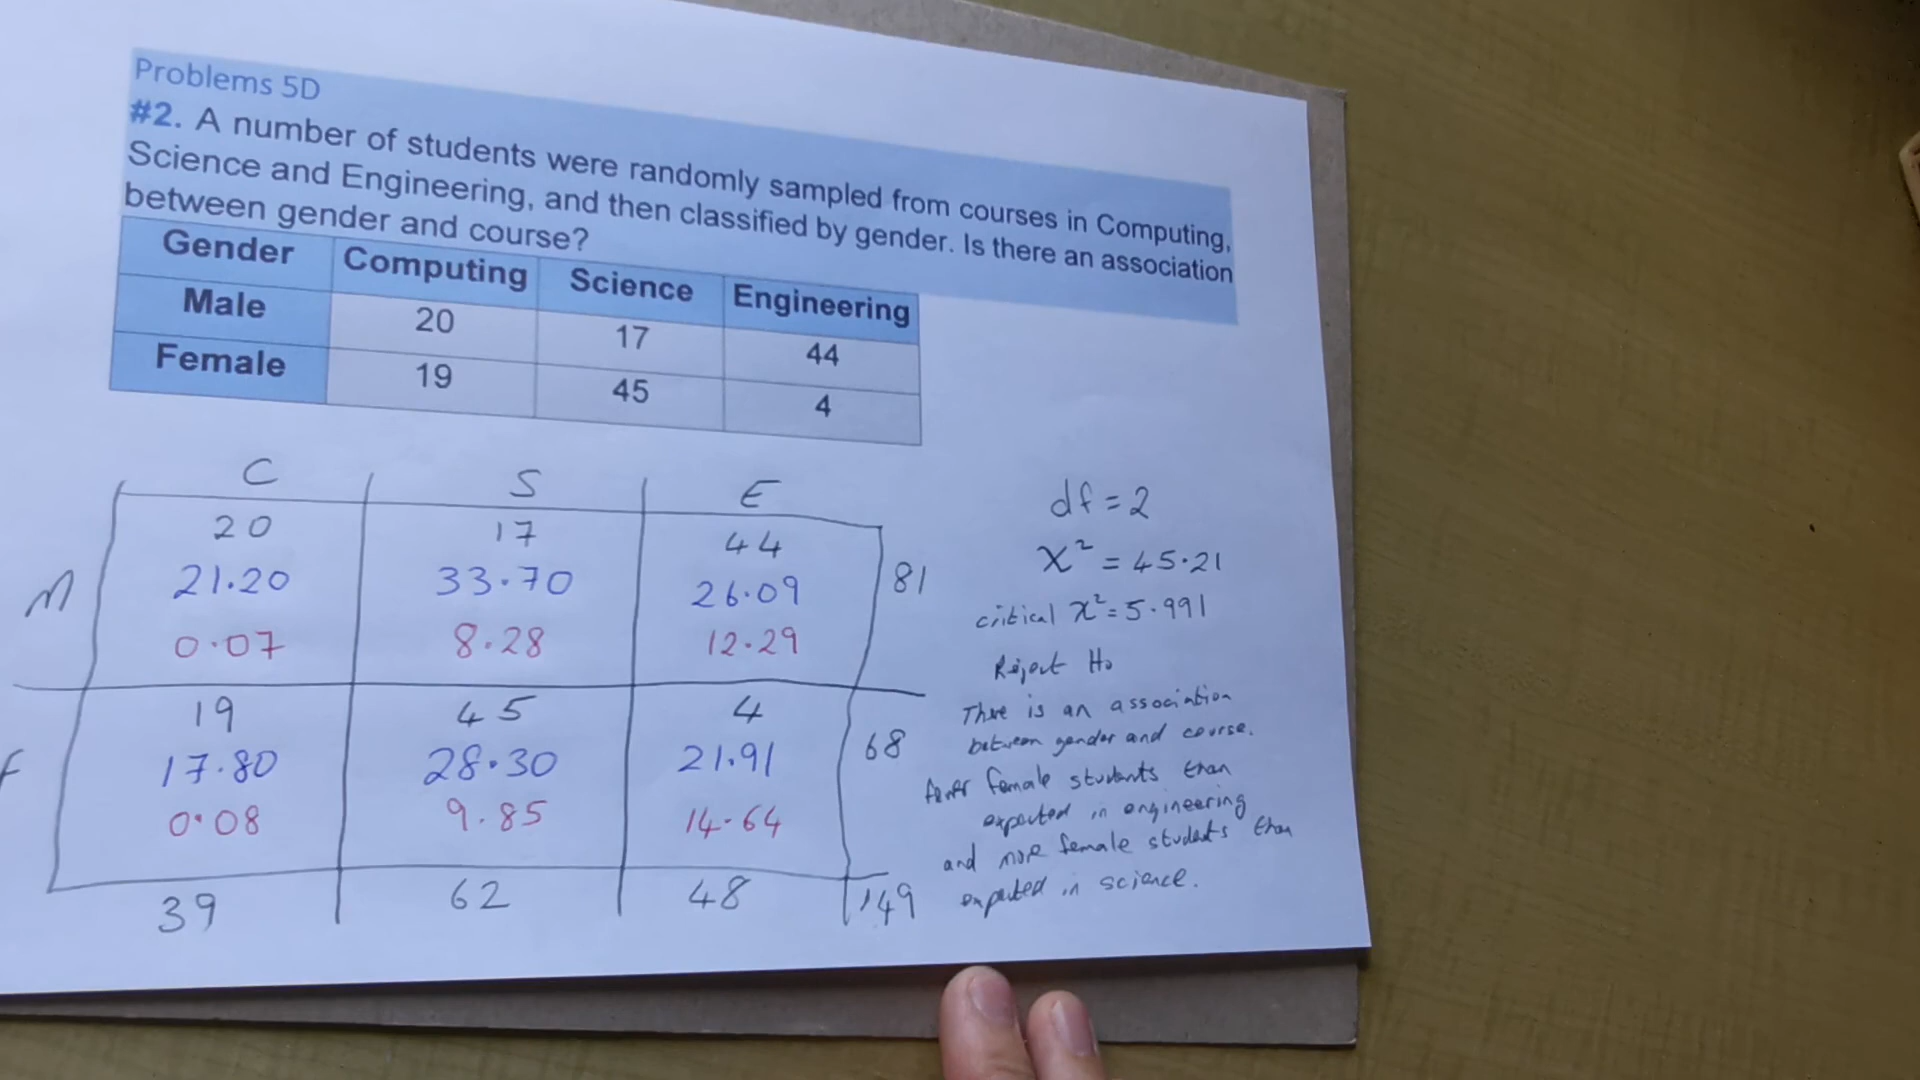 Problems 5D
#2. A number of students were randomly sampled from courses in Computing,
Science and Engineering, and then classified by gender. Is there an association
between gender and course?
Gender Computing Science Engineering
Male 20 17 44
Female 19 45 4
C S E
M 20 17 44 81
21.20 33.70 26.09
0.07 8.28 12.29
F 19 45 4 68
17.80 28.30 21.91
0.08 9.85 14.64
39 62 48 149
df = 2
χ² = 45.21
critical χ² = 5.991
Reject H₀
There is an association
between gender and course.
fewer female students than
expected in engineering
and more female students than
expected in science.